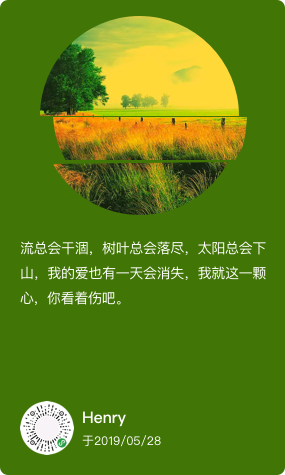 流总会干涸，树叶总会落尽，太阳总会下
山，我的爱也有一天会消失，我就这一颗
心，你看着伤吧。
Henry
于2019/05/28